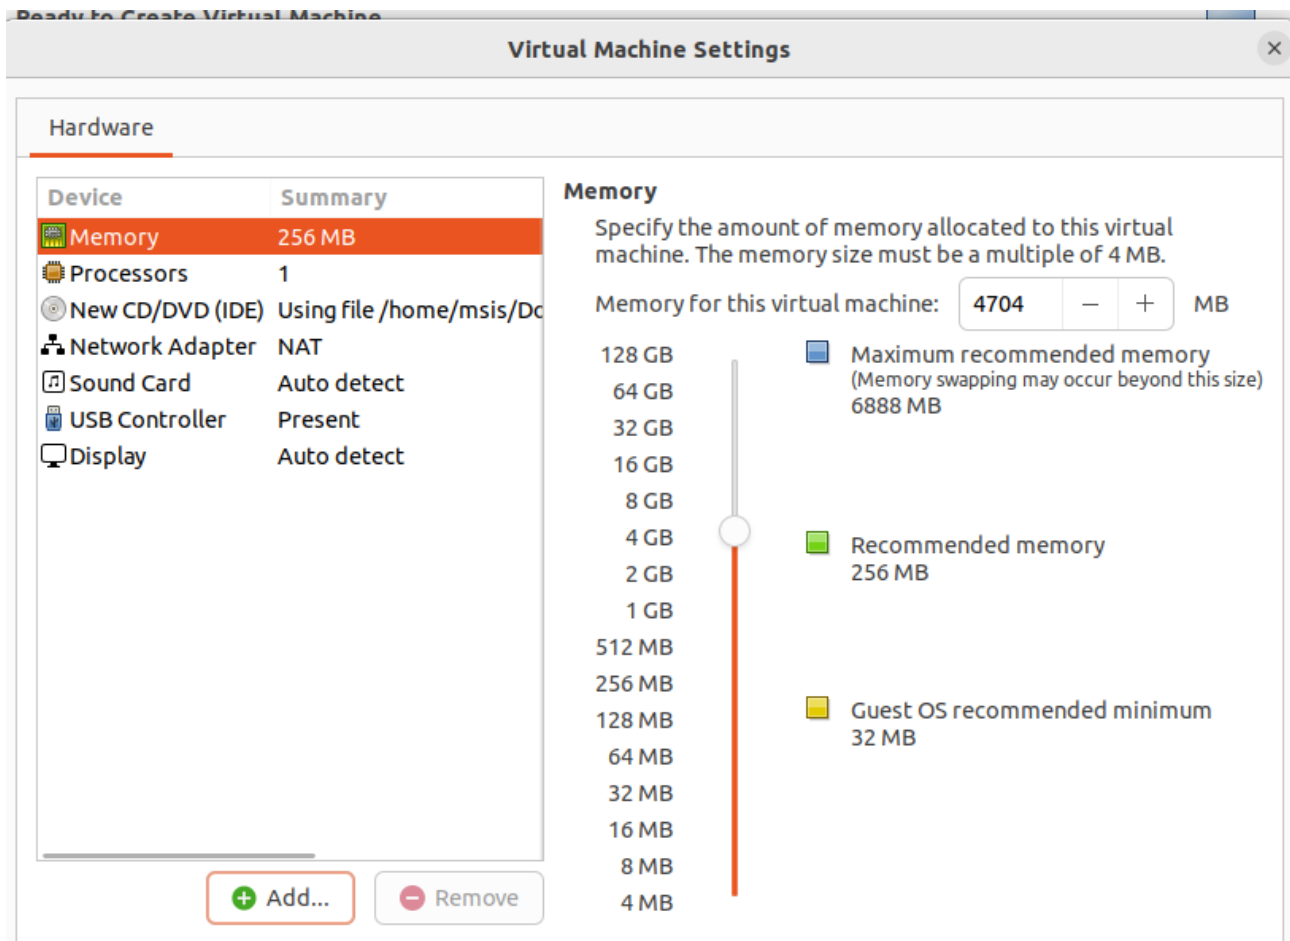 Ready to Create Virtual Machine
Virtual Machine Settings
Hardware
Device Summary
Memory 256 MB
Processors 1
New CD/DVD (IDE) Using file /home/msis/Do
Network Adapter NAT
Sound Card Auto detect
USB Controller Present
Display Auto detect
Add...
Remove
Memory
Specify the amount of memory allocated to this virtual
machine. The memory size must be a multiple of 4 MB.
Memory for this virtual machine: 4704 − + MB
128 GB
64 GB
32 GB
16 GB
8 GB
4 GB
2 GB
1 GB
512 MB
256 MB
128 MB
64 MB
32 MB
16 MB
8 MB
4 MB
Maximum recommended memory
(Memory swapping may occur beyond this size)
6888 MB
Recommended memory
256 MB
Guest OS recommended minimum
32 MB